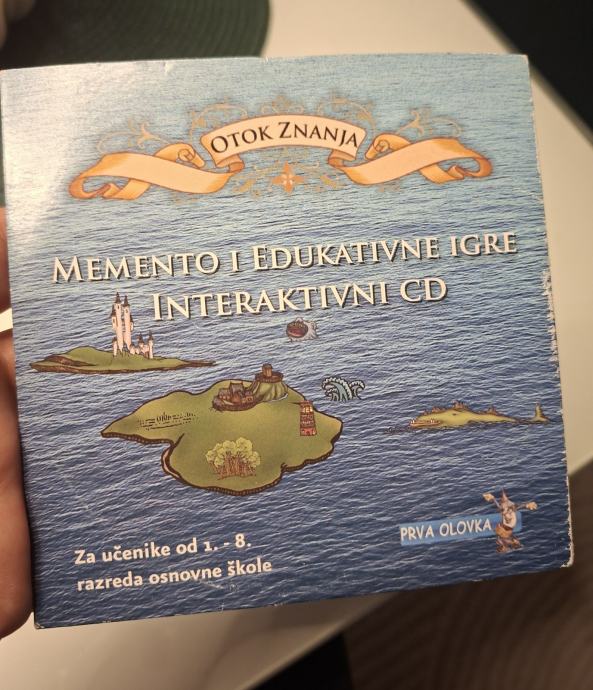 OTOK ZNANJA
MEMENTO I EDUKATIVNE IGRE
INTERAKTIVNI CD
PRVA OLOVKA
Za učenike od 1. - 8.
razreda osnovne škole